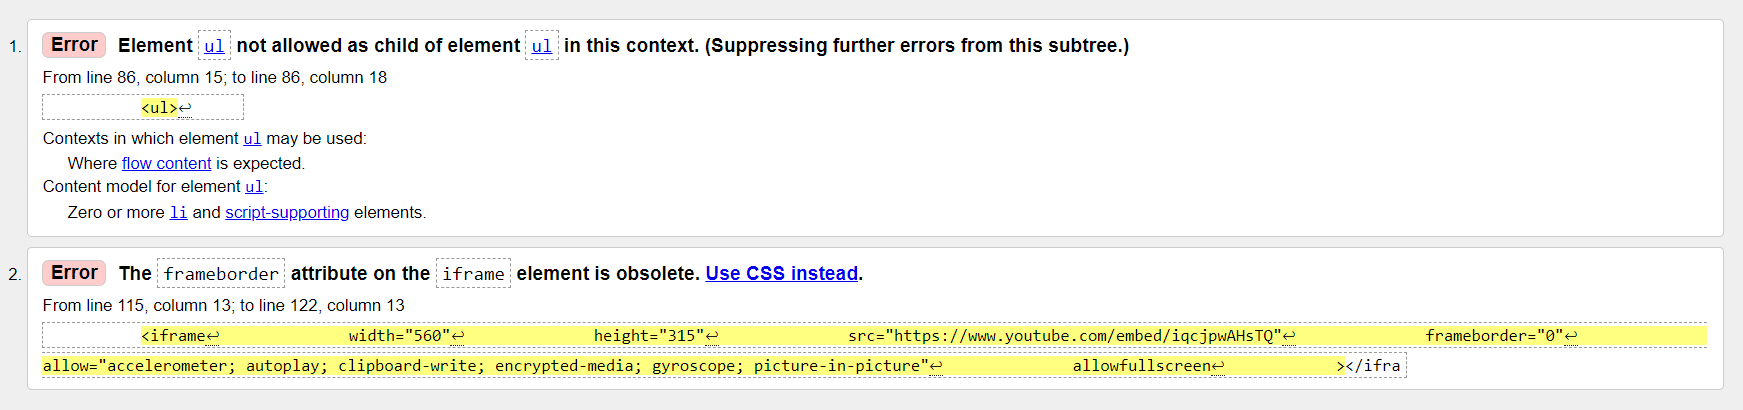 1. Error Element ul not allowed as child of element ul in this context. (Suppressing further errors from this subtree.)
From line 86, column 15; to line 86, column 18
<ul>↩
Contexts in which element ul may be used:
Where flow content is expected.
Content model for element ul:
Zero or more li and script-supporting elements.
2. Error The frameborder attribute on the iframe element is obsolete. Use CSS instead.
From line 115, column 13; to line 122, column 13
<iframe↩ width="560"↩ height="315"↩ src="https://www.youtube.com/embed/iqcjpwAHsTQ"↩ frameborder="0"↩
allow="accelerometer; autoplay; clipboard-write; encrypted-media; gyroscope; picture-in-picture"↩ allowfullscreen↩ ></ifra